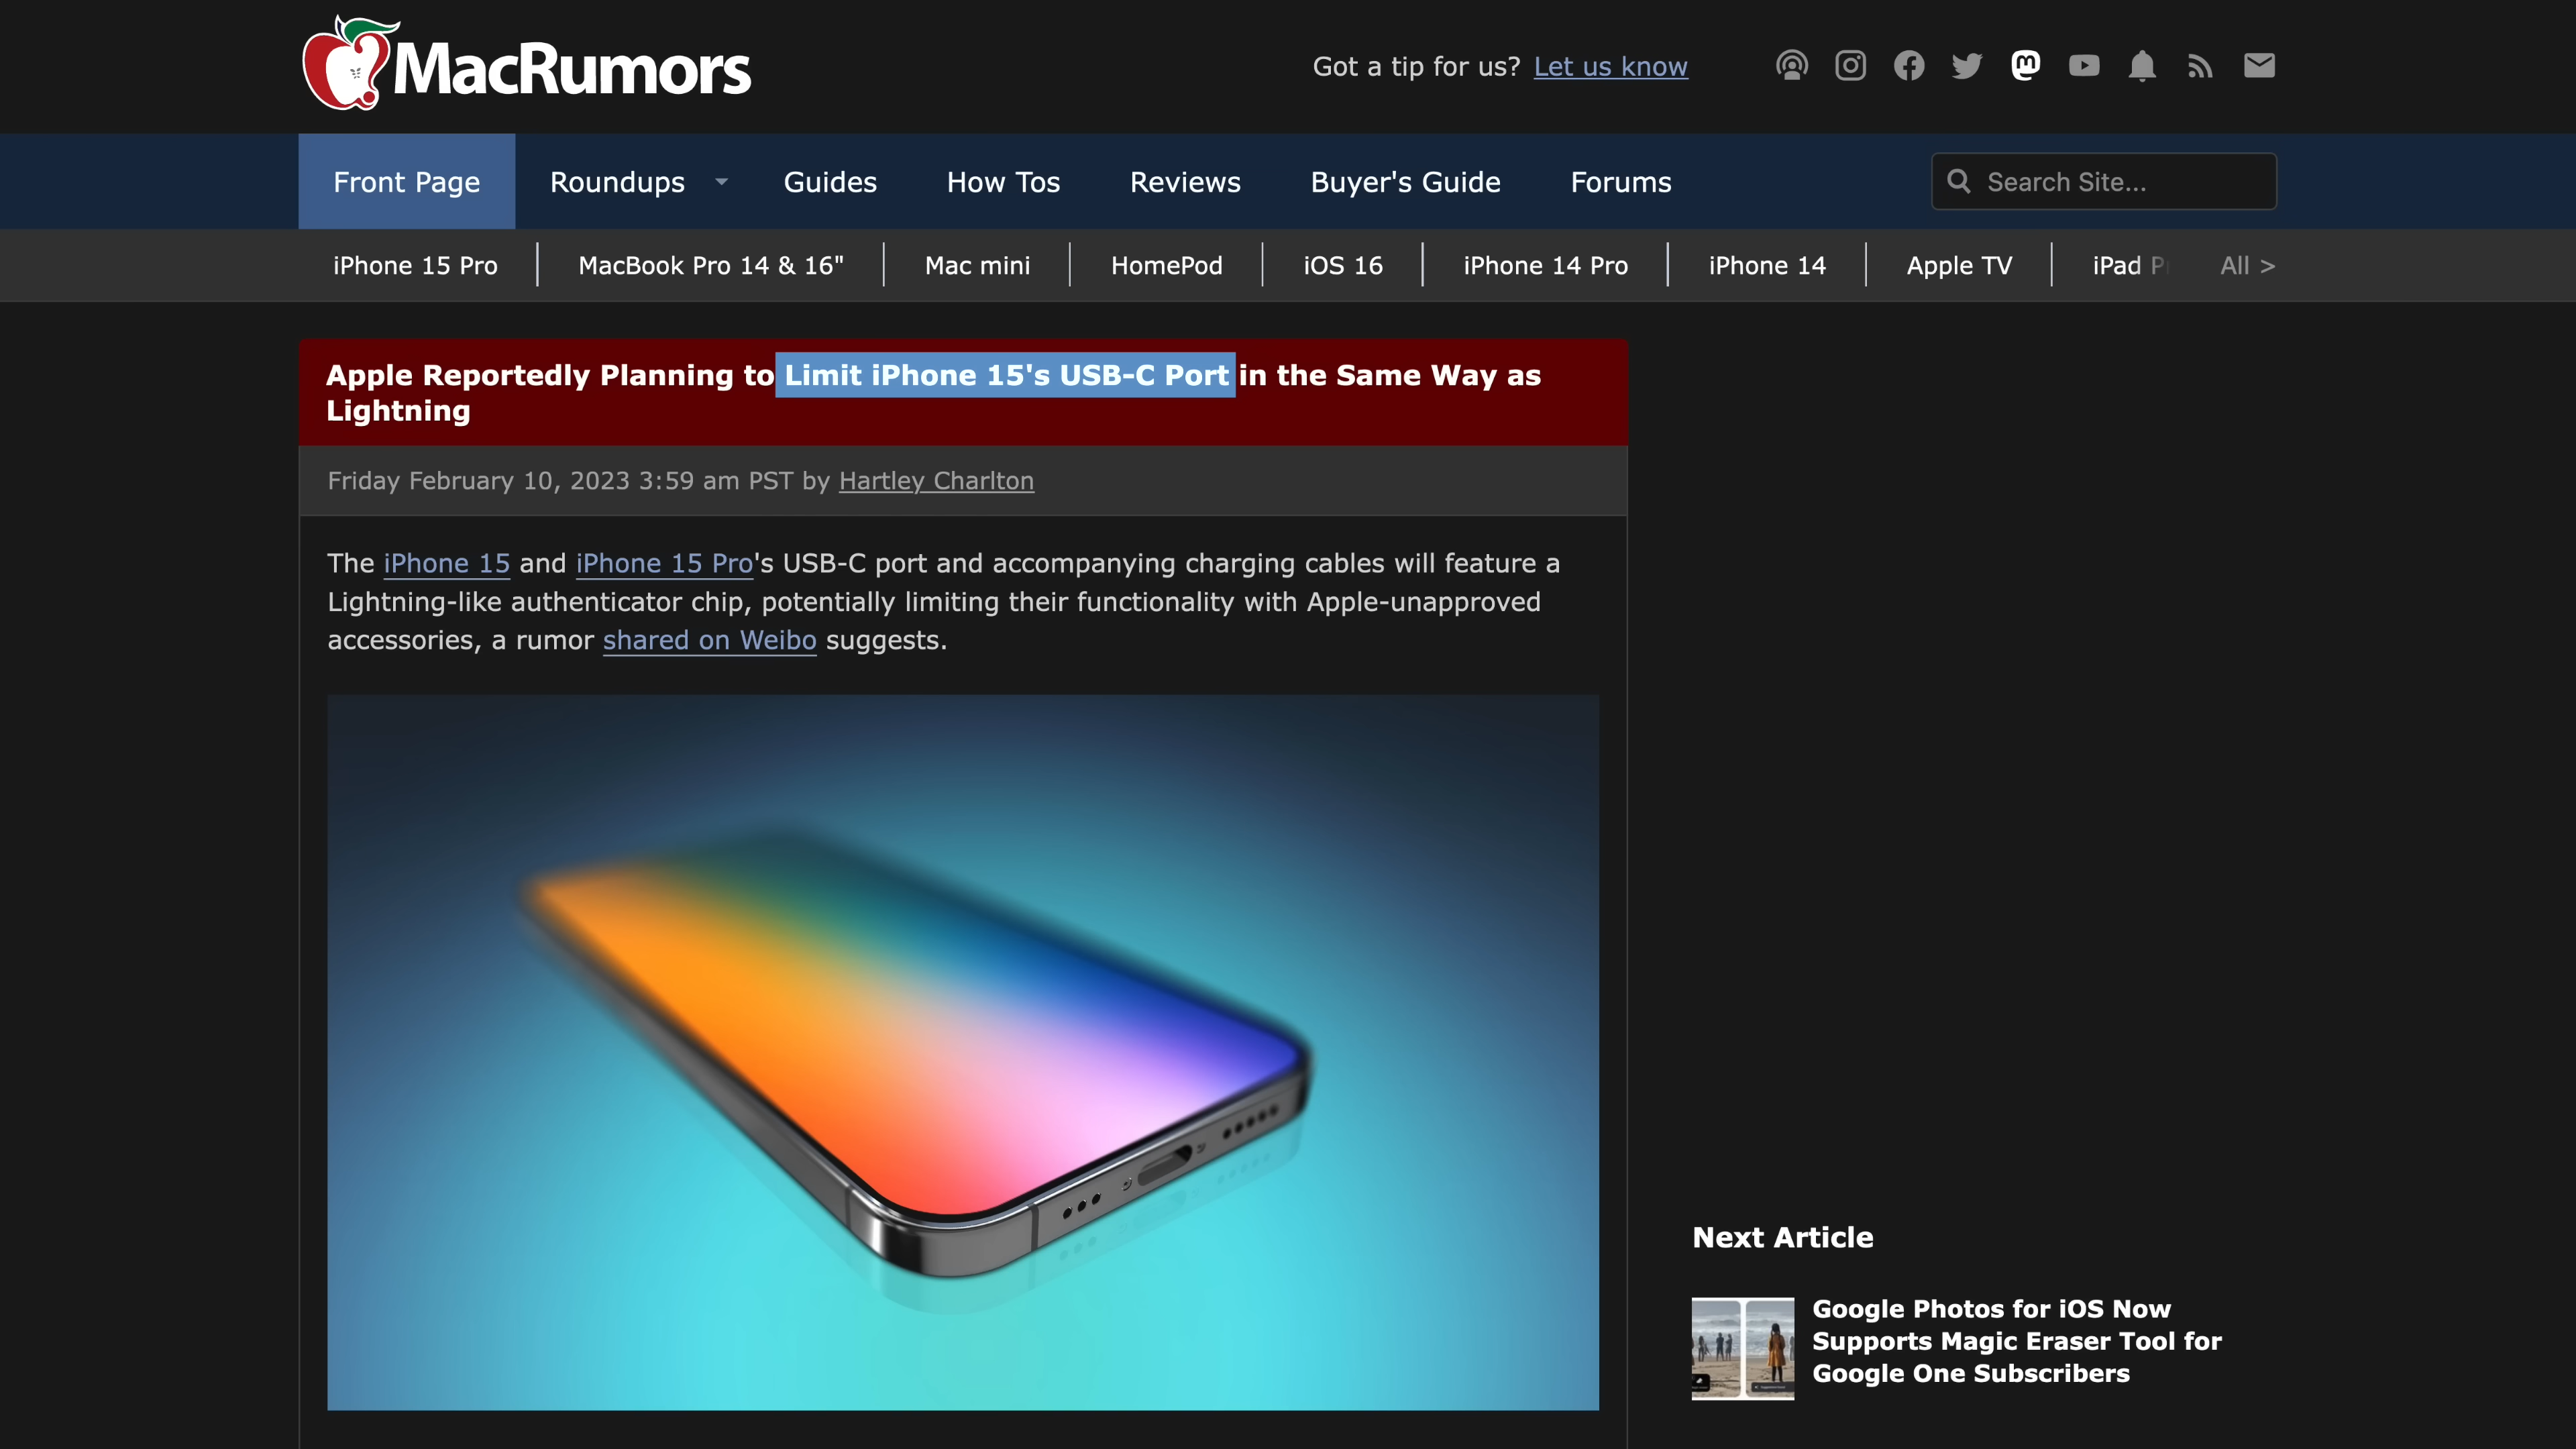 MacRumors
Got a tip for us? Let us know
Front Page
Roundups
Guides
How Tos
Reviews
Buyer's Guide
Forums
Search Site...
iPhone 15 Pro
MacBook Pro 14 & 16"
Mac mini
HomePod
iOS 16
iPhone 14 Pro
iPhone 14
Apple TV
iPad
All >
Apple Reportedly Planning to Limit iPhone 15's USB-C Port in the Same Way as
Lightning
Friday February 10, 2023 3:59 am PST by Hartley Charlton
The iPhone 15 and iPhone 15 Pro's USB-C port and accompanying charging cables will feature a
Lightning-like authenticator chip, potentially limiting their functionality with Apple-unapproved
accessories, a rumor shared on Weibo suggests.
Next Article
Google Photos for iOS Now
Supports Magic Eraser Tool for
Google One Subscribers